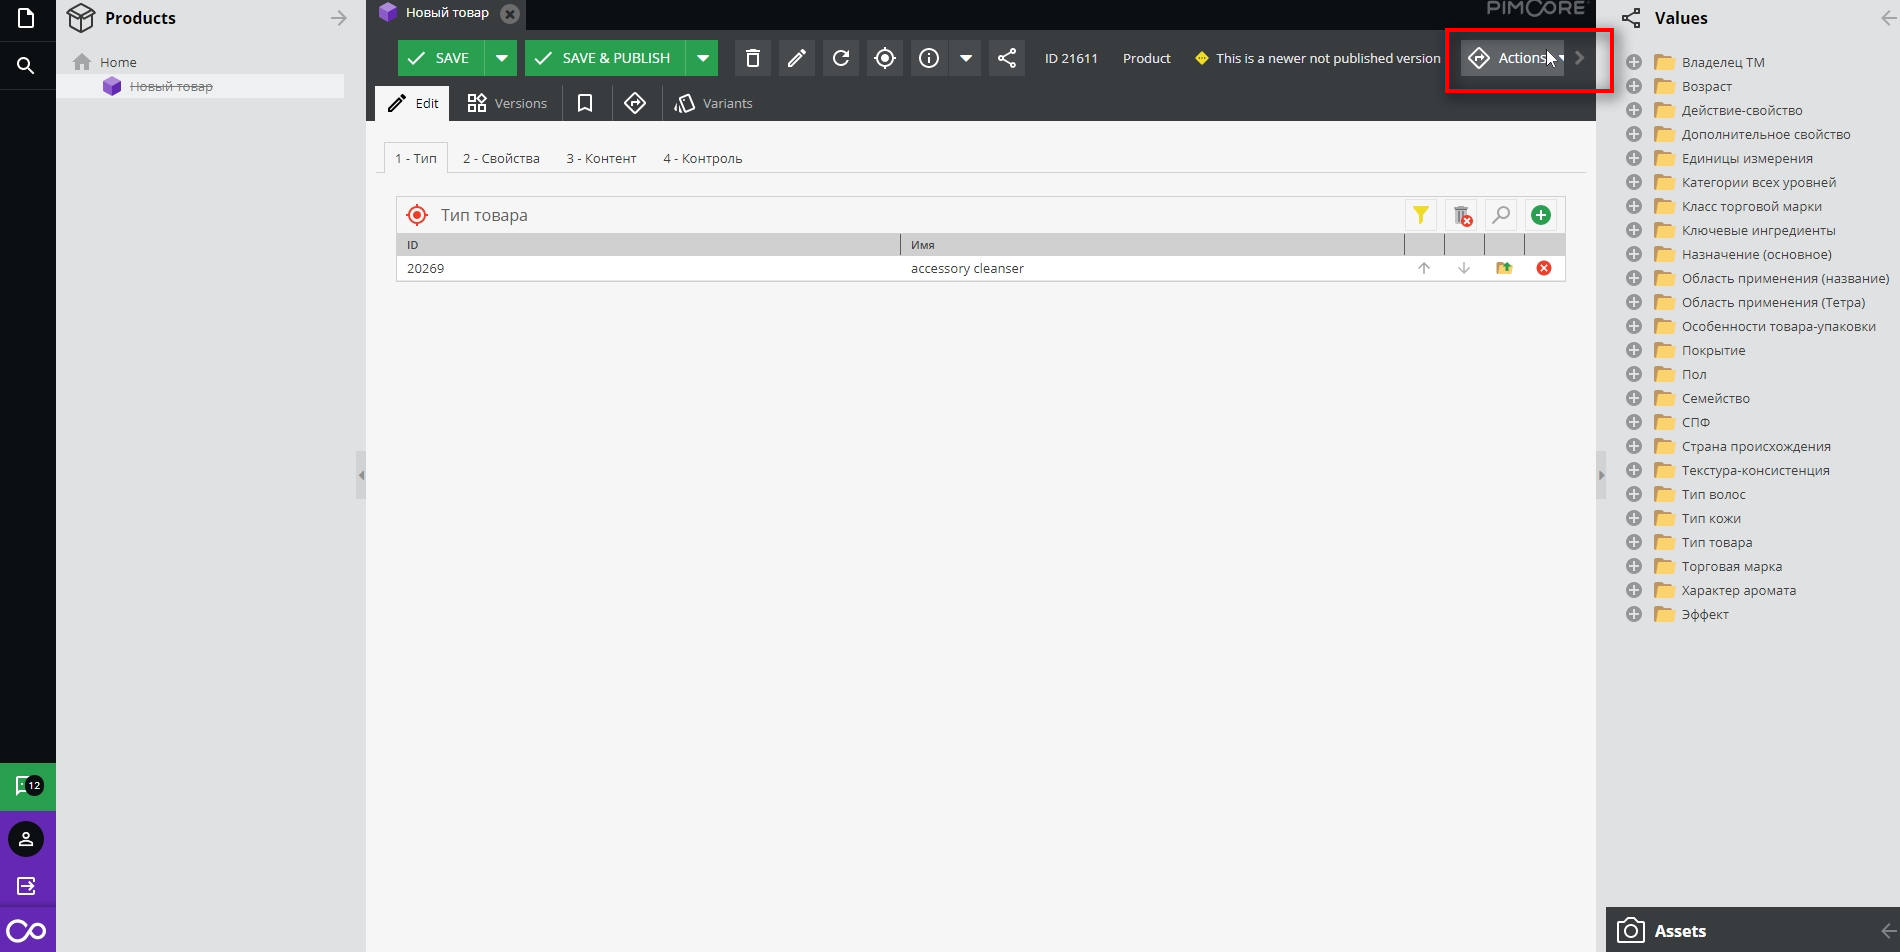 Products
Home
Новый товар
Новый товар
PIMCORE
SAVE
SAVE & PUBLISH
ID 21611
Product
This is a newer not published version
Actions
Edit
Versions
Variants
1 - Тип
2 - Свойства
3 - Контент
4 - Контроль
Тип товара
ID
Имя
20269
accessory cleanser
Values
Владелец ТМ
Возраст
Действие-свойство
Дополнительное свойство
Единицы измерения
Категории всех уровней
Класс торговой марки
Ключевые ингредиенты
Назначение (основное)
Область применения (название)
Область применения (Тетра)
Особенности товара-упаковки
Покрытие
Пол
Семейство
СПФ
Страна происхождения
Текстура-консистенция
Тип волос
Тип кожи
Тип товара
Торговая марка
Характер аромата
Эффект
12
Assets